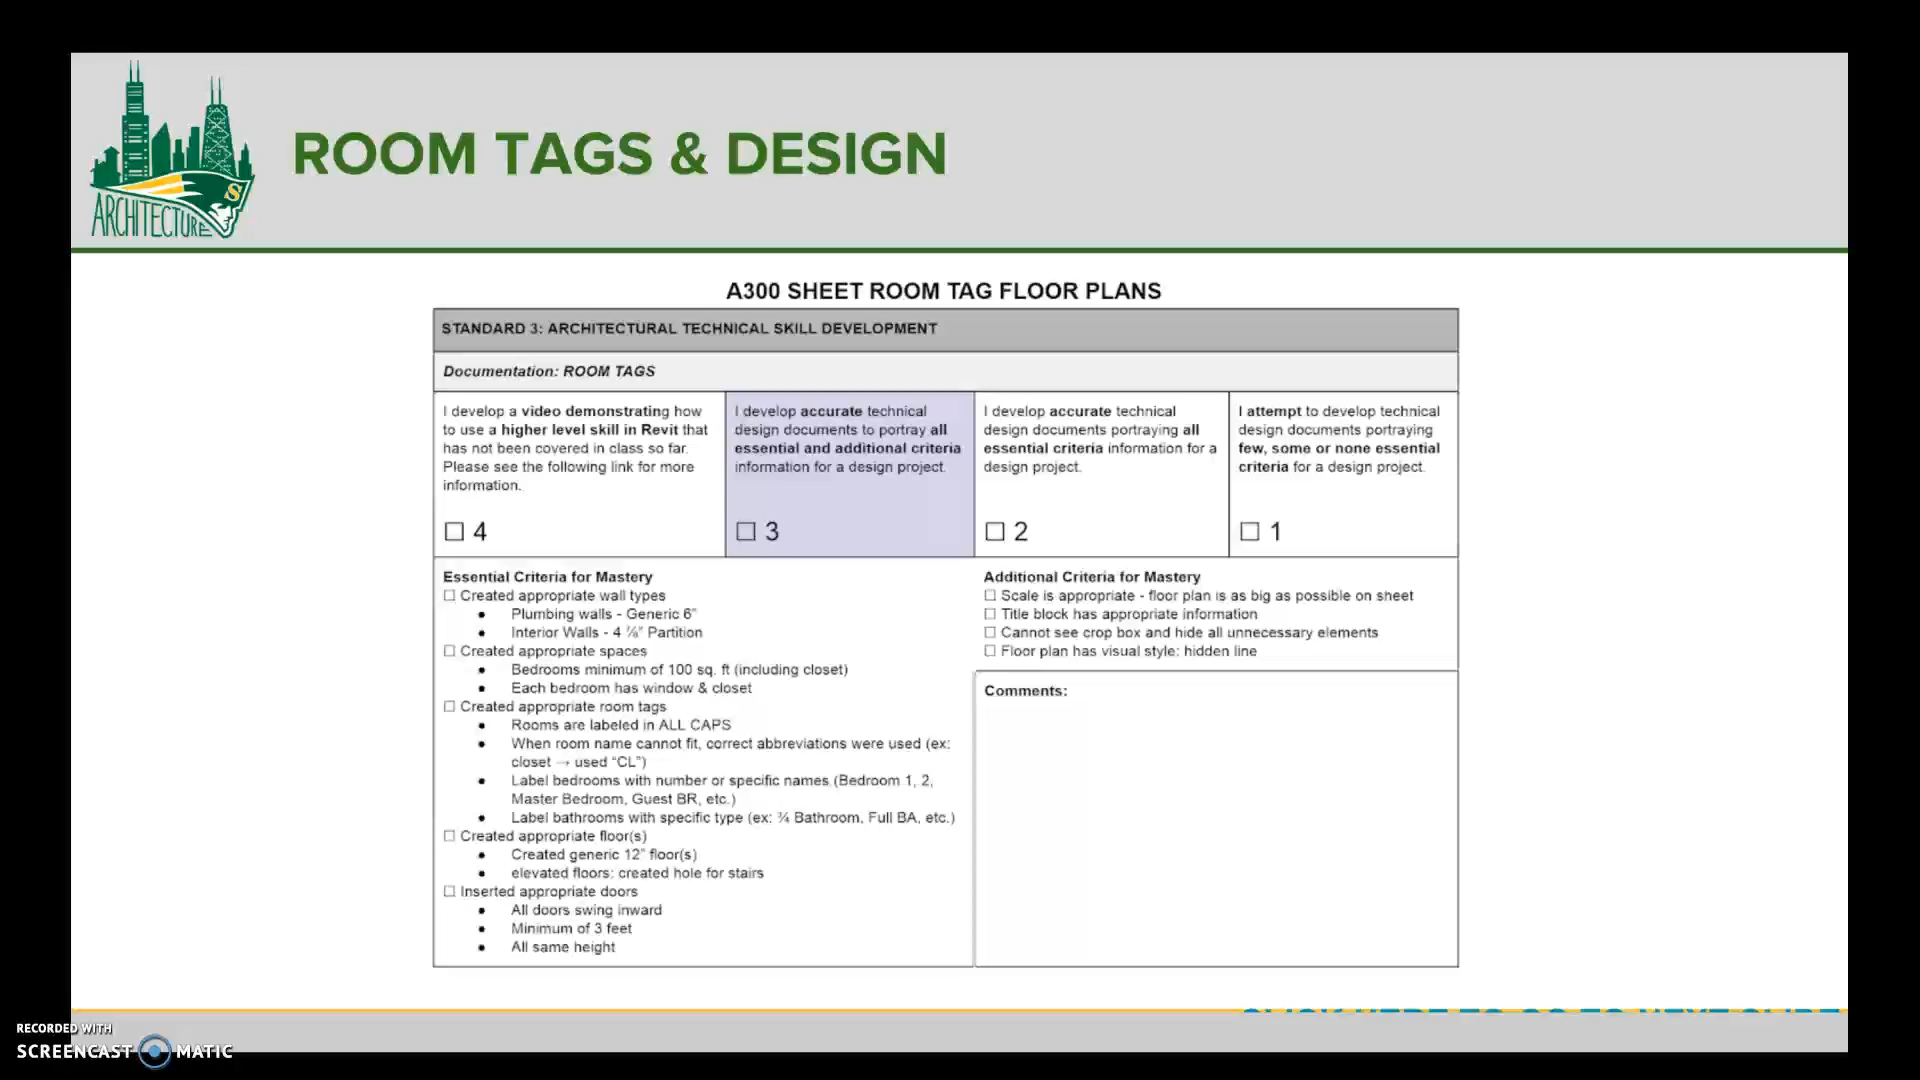 ROOM TAGS & DESIGN
S
ARCHITECTURE
A300 SHEET ROOM TAG FLOOR PLANS
STANDARD 3: ARCHITECTURAL TECHNICAL SKILL DEVELOPMENT
Documentation: ROOM TAGS
I develop a video demonstrating how
to use a higher level skill in Revit that
has not been covered in class so far.
Please see the following link for more
information.
☐ 4
I develop accurate technical
design documents to portray all
essential and additional criteria
information for a design project.
☐ 3
I develop accurate technical
design documents portraying all
essential criteria information for a
design project.
☐ 2
I attempt to develop technical
design documents portraying
few, some or none essential
criteria for a design project.
☐ 1
Essential Criteria for Mastery
☐ Created appropriate wall types
● Plumbing walls - Generic 6"
● Interior Walls - 4 ⅞" Partition
☐ Created appropriate spaces
● Bedrooms minimum of 100 sq. ft (including closet)
● Each bedroom has window & closet
☐ Created appropriate room tags
● Rooms are labeled in ALL CAPS
● When room name cannot fit, correct abbreviations were used (ex:
closet → used “CL”)
● Label bedrooms with number or specific names (Bedroom 1, 2,
Master Bedroom, Guest BR, etc.)
● Label bathrooms with specific type (ex: ¾ Bathroom, Full BA, etc.)
☐ Created appropriate floor(s)
● Created generic 12" floor(s)
● elevated floors: created hole for stairs
☐ Inserted appropriate doors
● All doors swing inward
● Minimum of 3 feet
● All same height
Additional Criteria for Mastery
☐ Scale is appropriate - floor plan is as big as possible on sheet
☐ Title block has appropriate information
☐ Cannot see crop box and hide all unnecessary elements
☐ Floor plan has visual style: hidden line
Comments:
RECORDED WITH
SCREENCAST MATIC